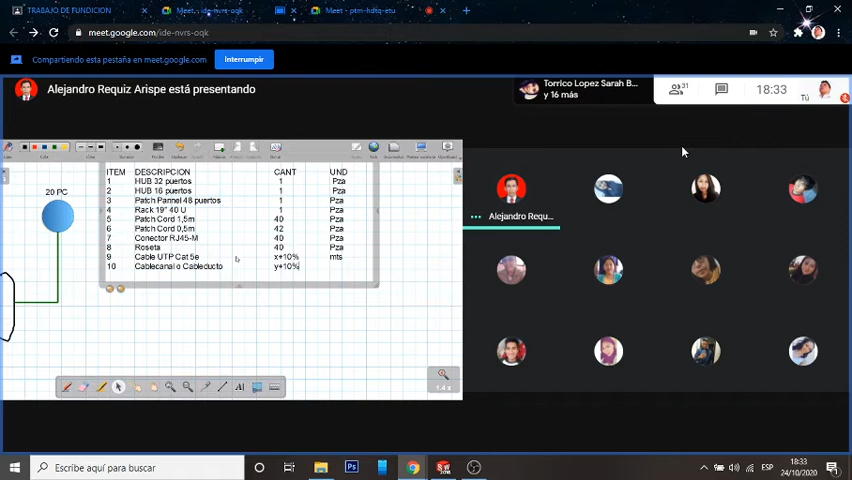 TRABAJO DE FUNDICION
Meet - ide-nvrs-oqk
Meet - ptm-hdtq-etu
meet.google.com/ide-nvrs-oqk
Compartiendo esta pestaña en meet.google.com
Interrumpir
Alejandro Requiz Arispe está presentando
Torrico Lopez Sarah B...
y 16 más
31
18:33
Tú
20 PC
ITEM DESCRIPCION CANT UND
1 HUB 32 puertos 1 Pza
2 HUB 16 puertos 1 Pza
3 Patch Pannel 48 puertos 1 Pza
4 Rack 19" 40 U 1 Pza
5 Patch Cord 1,5m 40 Pza
6 Patch Cord 0,5m 42 Pza
7 Conector RJ45-M 40 Pza
8 Roseta 40 Pza
9 Cable UTP Cat 5e x+10% mts
10 Cablecanal o Cableducto y+10%
Alejandro Requ...
1.4 x
Escribe aquí para buscar
ESP
18:33
24/10/2020